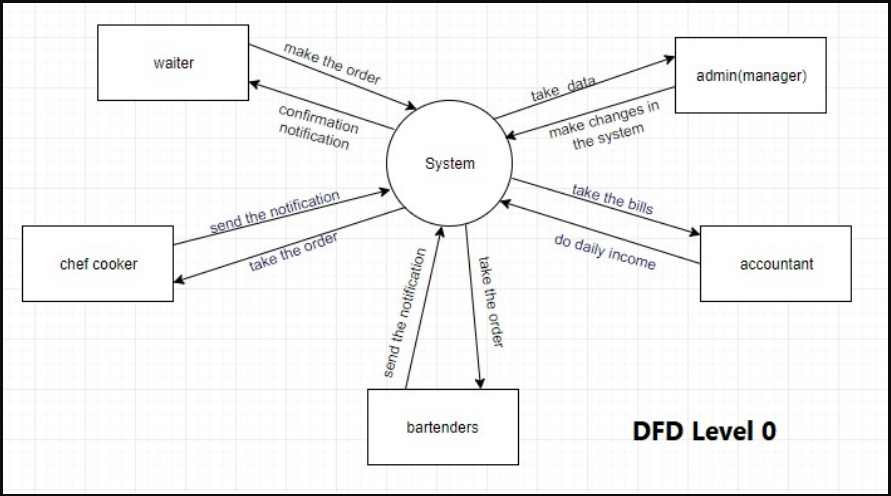 waiter
make the order
confirmation
notification
take data
admin(manager)
make changes in
the system
System
send the notification
take the order
chef cooker
take the bills
do daily income
accountant
send the notification
take the order
bartenders
DFD Level 0